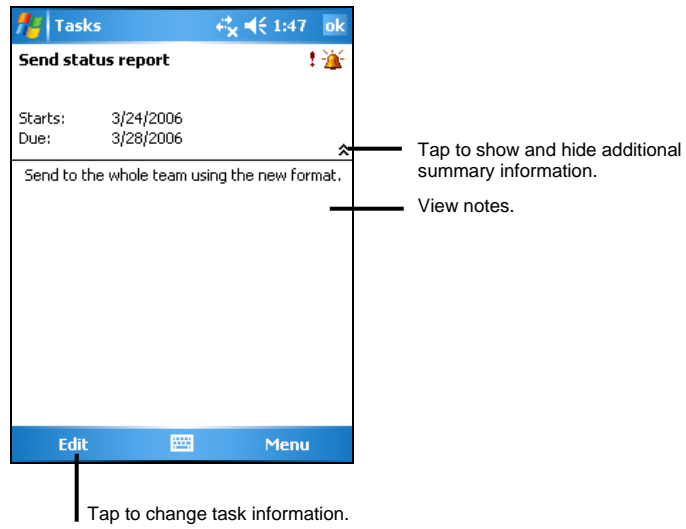 Tasks 1:47 ok
Send status report
Starts: 3/24/2006
Due: 3/28/2006
Tap to show and hide additional
summary information.
Send to the whole team using the new format.
View notes.
Edit Menu
Tap to change task information.